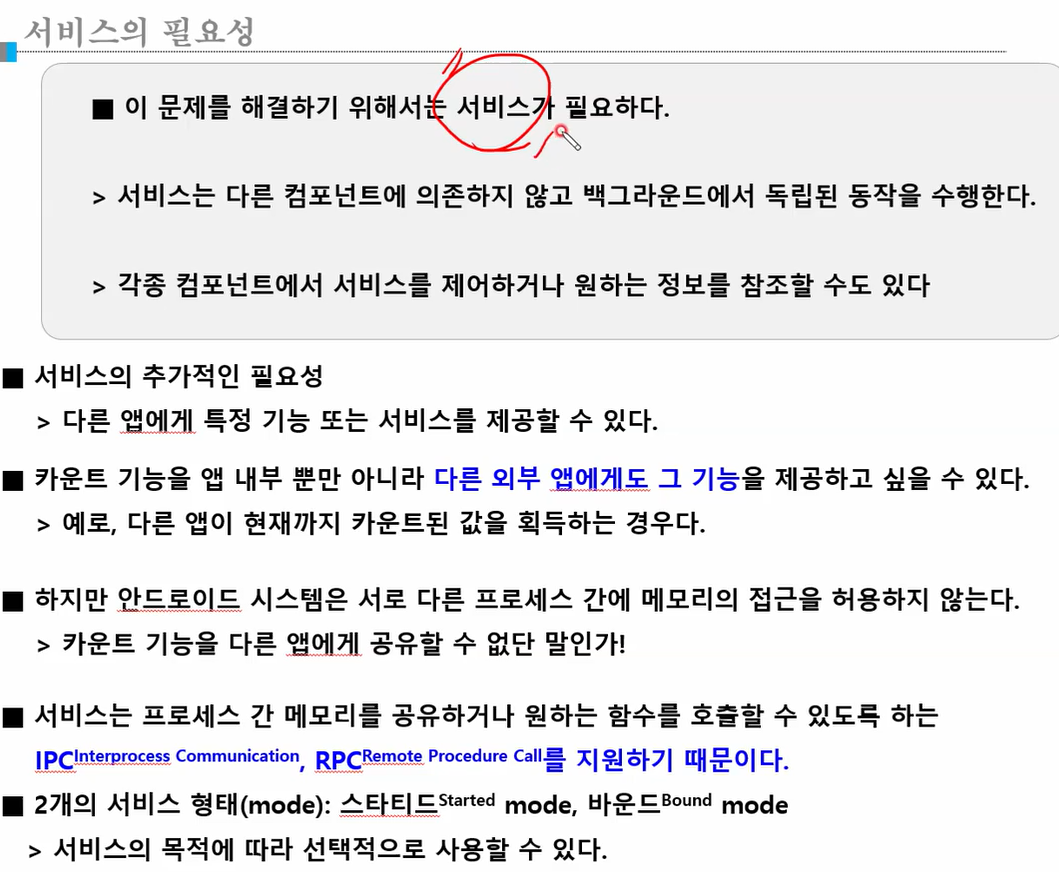 서비스의 필요성
■ 이 문제를 해결하기 위해서는 서비스가 필요하다.
> 서비스는 다른 컴포넌트에 의존하지 않고 백그라운드에서 독립된 동작을 수행한다.
> 각종 컴포넌트에서 서비스를 제어하거나 원하는 정보를 참조할 수도 있다
■ 서비스의 추가적인 필요성
> 다른 앱에게 특정 기능 또는 서비스를 제공할 수 있다.
■ 카운트 기능을 앱 내부 뿐만 아니라 다른 외부 앱에게도 그 기능을 제공하고 싶을 수 있다.
> 예로, 다른 앱이 현재까지 카운트된 값을 획득하는 경우다.
■ 하지만 안드로이드 시스템은 서로 다른 프로세스 간에 메모리의 접근을 허용하지 않는다.
> 카운트 기능을 다른 앱에게 공유할 수 없단 말인가!
■ 서비스는 프로세스 간 메모리를 공유하거나 원하는 함수를 호출할 수 있도록 하는
IPC Interprocess Communication, RPC Remote Procedure Call를 지원하기 때문이다.
■ 2개의 서비스 형태(mode): 스타티드Started mode, 바운드Bound mode
> 서비스의 목적에 따라 선택적으로 사용할 수 있다.